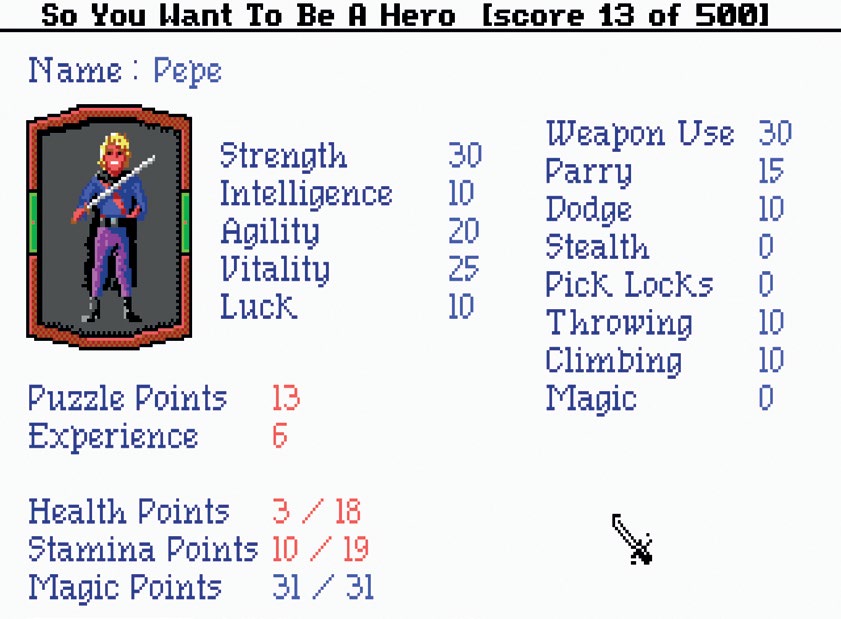 So You Want To Be A Hero [score 13 of 500]
Name : Pepe
Strength 30
Intelligence 10
Agility 20
Vitality 25
Luck 10
Weapon Use 30
Parry 15
Dodge 10
Stealth 0
Pick Locks 0
Throwing 10
Climbing 10
Magic 0
Puzzle Points 13
Experience 6
Health Points 3 / 18
Stamina Points 10 / 19
Magic Points 31 / 31